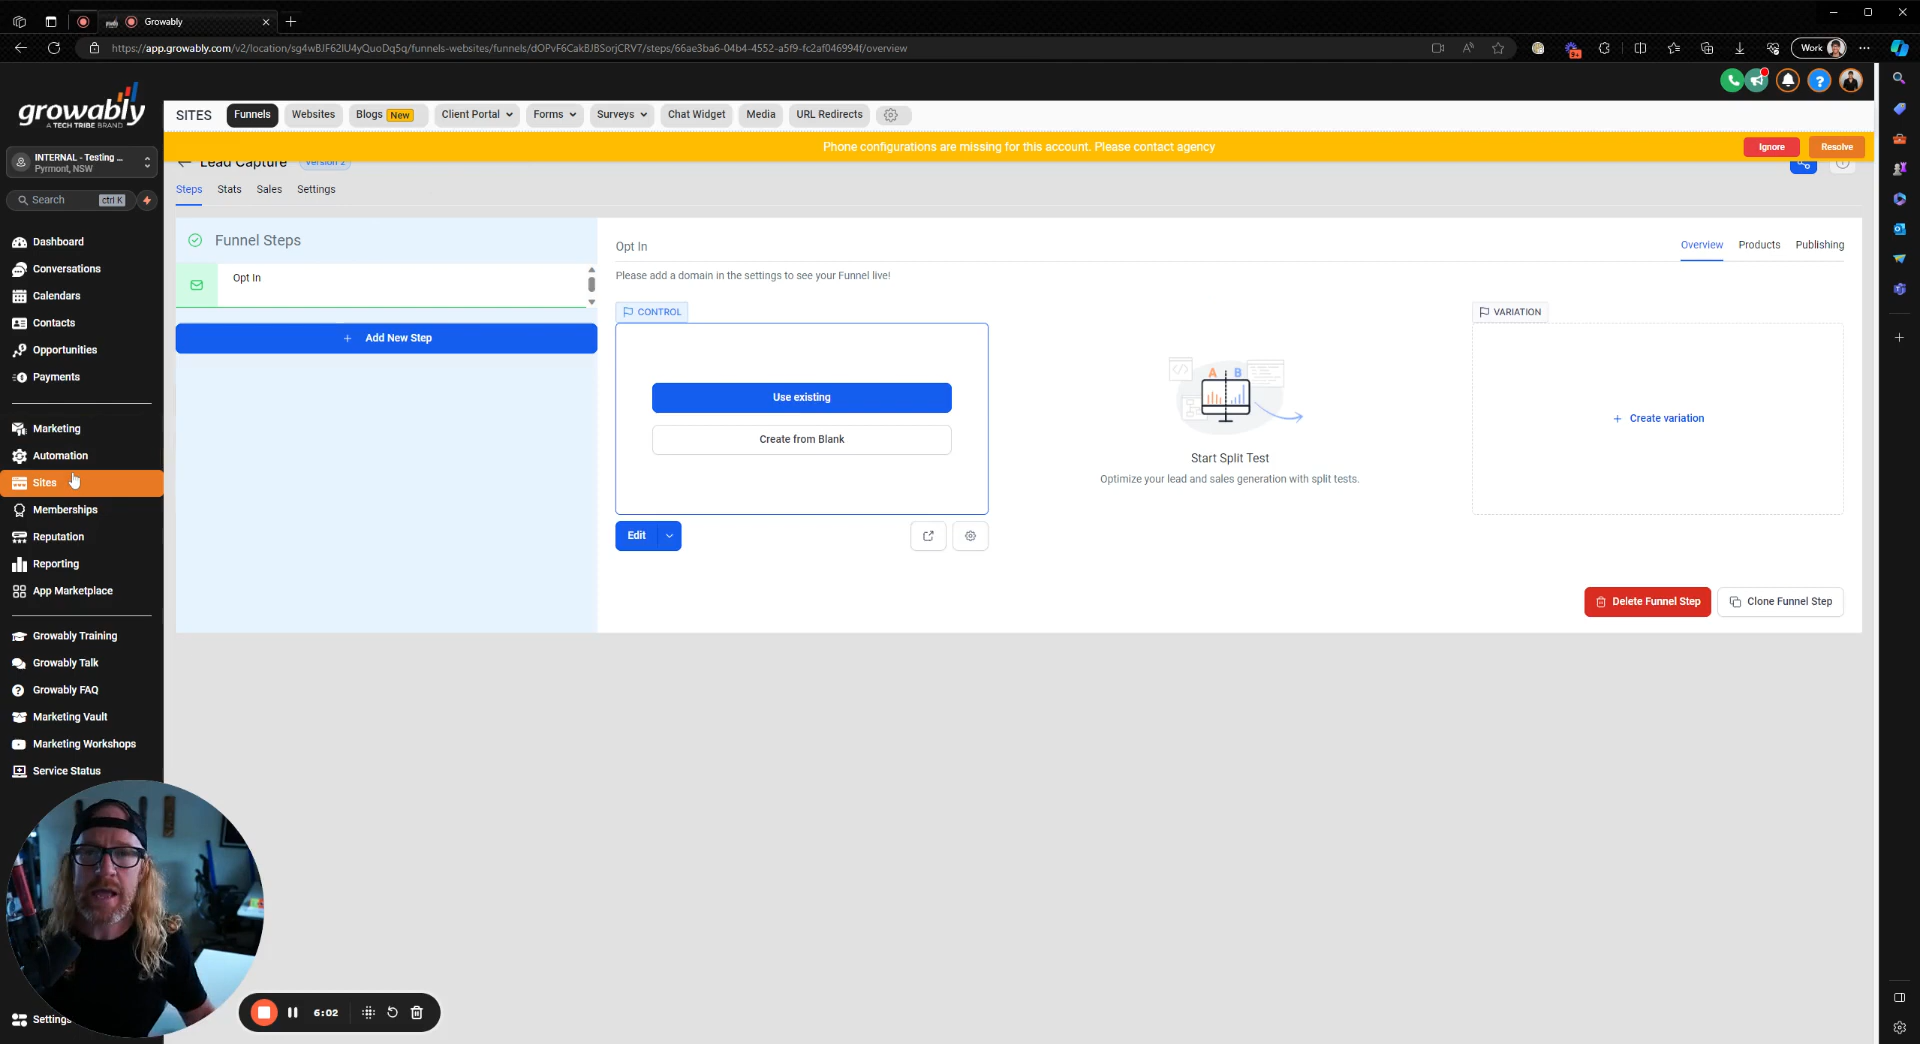 Growably
https://app.growably.com/v2/location/sg4wBJF62IU4yQuoDq5q/funnels-websites/funnels/dOPvF6CakBJBSorjCRV7/steps/66ae3ba6-04b4-4552-a5f9-fc2af046994f/overview
Work
growably
A TECH TRIBE BRAND
SITES
Funnels
Websites
Blogs New
Client Portal
Forms
Surveys
Chat Widget
Media
URL Redirects
Phone configurations are missing for this account. Please contact agency
Ignore
Resolve
INTERNAL - Testing ...
Pyrmont, NSW
Search
ctrl K
Lead Capture
Version 2
Steps
Stats
Sales
Settings
Dashboard
Conversations
Calendars
Contacts
Opportunities
Payments
Marketing
Automation
Sites
Memberships
Reputation
Reporting
App Marketplace
Growably Training
Growably Talk
Growably FAQ
Marketing Vault
Marketing Workshops
Service Status
Settings
Funnel Steps
Opt In
+ Add New Step
Opt In
Overview
Products
Publishing
Please add a domain in the settings to see your Funnel live!
CONTROL
Use existing
Create from Blank
Edit
A B
Start Split Test
Optimize your lead and sales generation with split tests.
VARIATION
+ Create variation
Delete Funnel Step
Clone Funnel Step
6:02